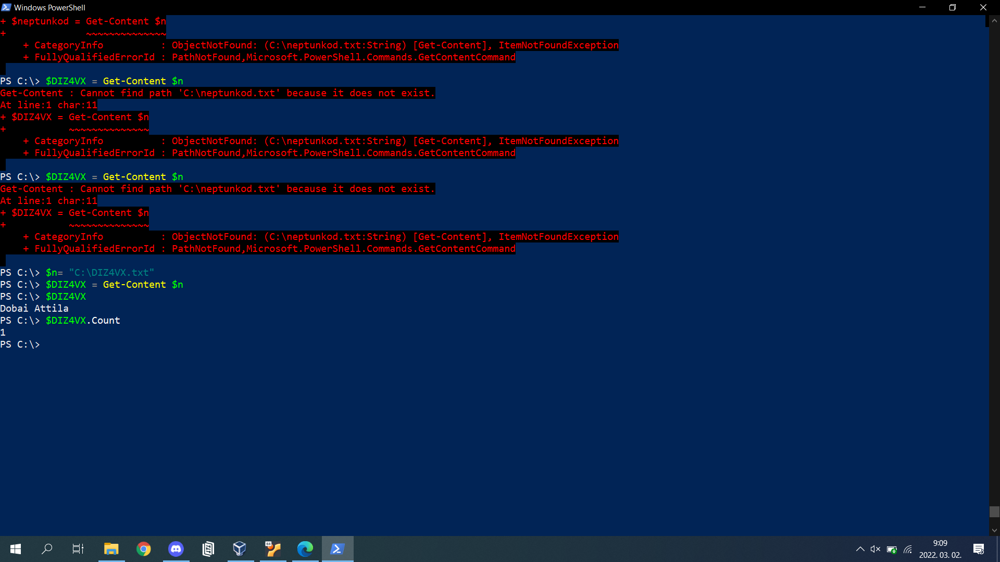 Windows PowerShell
+ $neptunkod = Get-Content $n
+              ~~~~~~~~~~~~~~
    + CategoryInfo          : ObjectNotFound: (C:\neptunkod.txt:String) [Get-Content], ItemNotFoundException
    + FullyQualifiedErrorId : PathNotFound,Microsoft.PowerShell.Commands.GetContentCommand
PS C:\> $DIZ4VX = Get-Content $n
Get-Content : Cannot find path 'C:\neptunkod.txt' because it does not exist.
At line:1 char:11
+ $DIZ4VX = Get-Content $n
+           ~~~~~~~~~~~~~~
    + CategoryInfo          : ObjectNotFound: (C:\neptunkod.txt:String) [Get-Content], ItemNotFoundException
    + FullyQualifiedErrorId : PathNotFound,Microsoft.PowerShell.Commands.GetContentCommand
PS C:\> $DIZ4VX = Get-Content $n
Get-Content : Cannot find path 'C:\neptunkod.txt' because it does not exist.
At line:1 char:11
+ $DIZ4VX = Get-Content $n
+           ~~~~~~~~~~~~~~
    + CategoryInfo          : ObjectNotFound: (C:\neptunkod.txt:String) [Get-Content], ItemNotFoundException
    + FullyQualifiedErrorId : PathNotFound,Microsoft.PowerShell.Commands.GetContentCommand
PS C:\> $n= "C:\DIZ4VX.txt"
PS C:\> $DIZ4VX = Get-Content $n
PS C:\> $DIZ4VX
Dobai Attila
PS C:\> $DIZ4VX.Count
1
PS C:\>
64
9:09
2022. 03. 02.